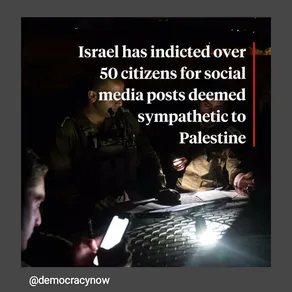 Israel has indicted over
50 citizens for social
media posts deemed
sympathetic to
Palestine
@democracynow